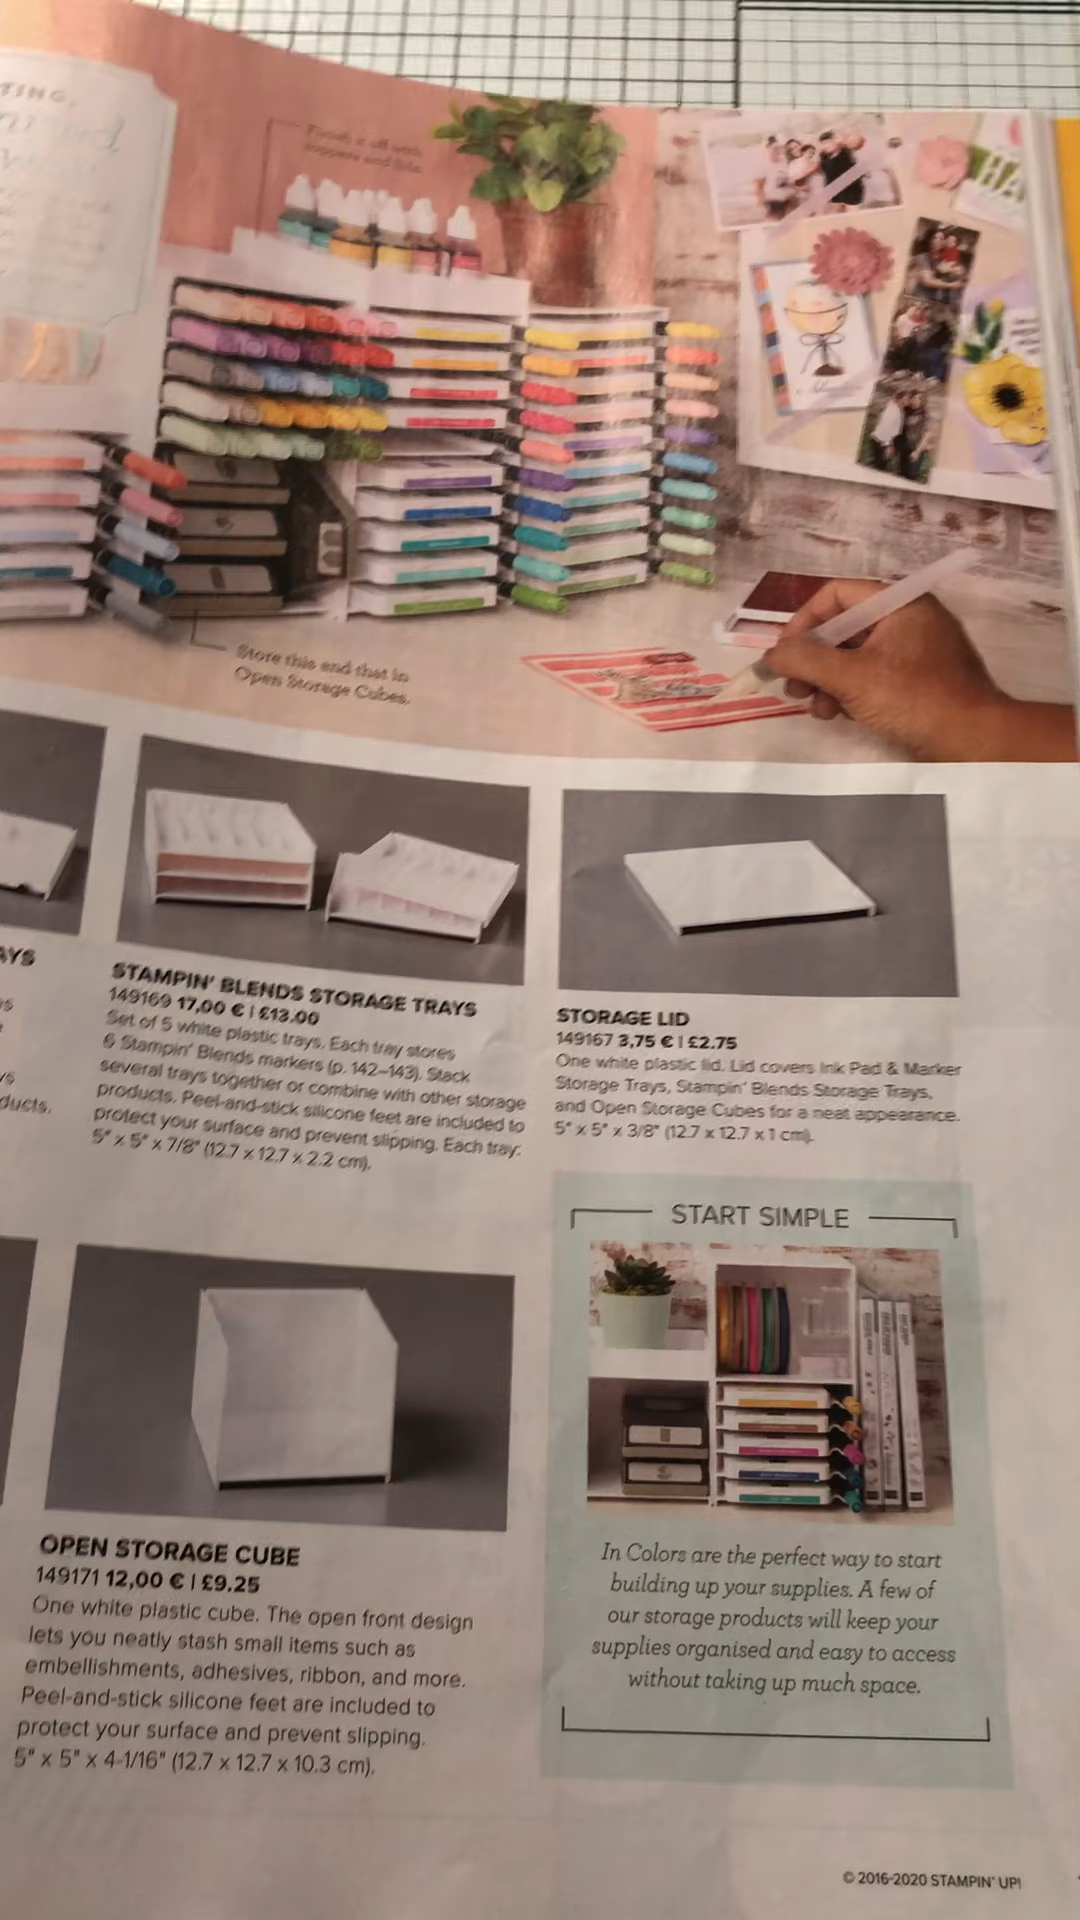 TING,
Store this and that in
Open Storage Cubes.
AYS
ducts.
STAMPIN' BLENDS STORAGE TRAYS
149169 17,00 € | £13.00
Set of 5 white plastic trays. Each tray stores
6 Stampin' Blends markers (p. 142–143). Stack
several trays together or combine with other storage
products. Peel-and-stick silicone feet are included to
protect your surface and prevent slipping. Each tray:
5" x 5" x 7/8" (12.7 x 12.7 x 2.2 cm).
STORAGE LID
149167 3,75 € | £2.75
One white plastic lid. Lid covers Ink Pad & Marker
Storage Trays, Stampin' Blends Storage Trays,
and Open Storage Cubes for a neat appearance.
5" x 5" x 3/8" (12.7 x 12.7 x 1 cm).
OPEN STORAGE CUBE
149171 12,00 € | £9.25
One white plastic cube. The open front design
lets you neatly stash small items such as
embellishments, adhesives, ribbon, and more.
Peel-and-stick silicone feet are included to
protect your surface and prevent slipping.
5" x 5" x 4-1/16" (12.7 x 12.7 x 10.3 cm).
START SIMPLE
In Colors are the perfect way to start
building up your supplies. A few of
our storage products will keep your
supplies organised and easy to access
without taking up much space.
© 2016-2020 STAMPIN' UP!